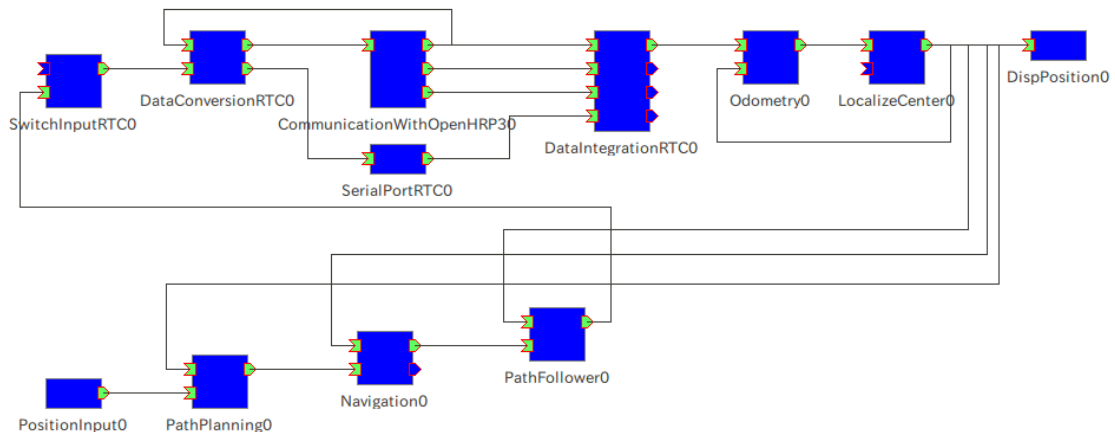 DispPosition0
DataConversionRTC0
Odometry0
LocalizeCenter0
SwitchInputRTC0
CommunicationWithOpenHRP30
DataIntegrationRTC0
SerialPortRTC0
PathFollower0
Navigation0
PositionInput0
PathPlanning0